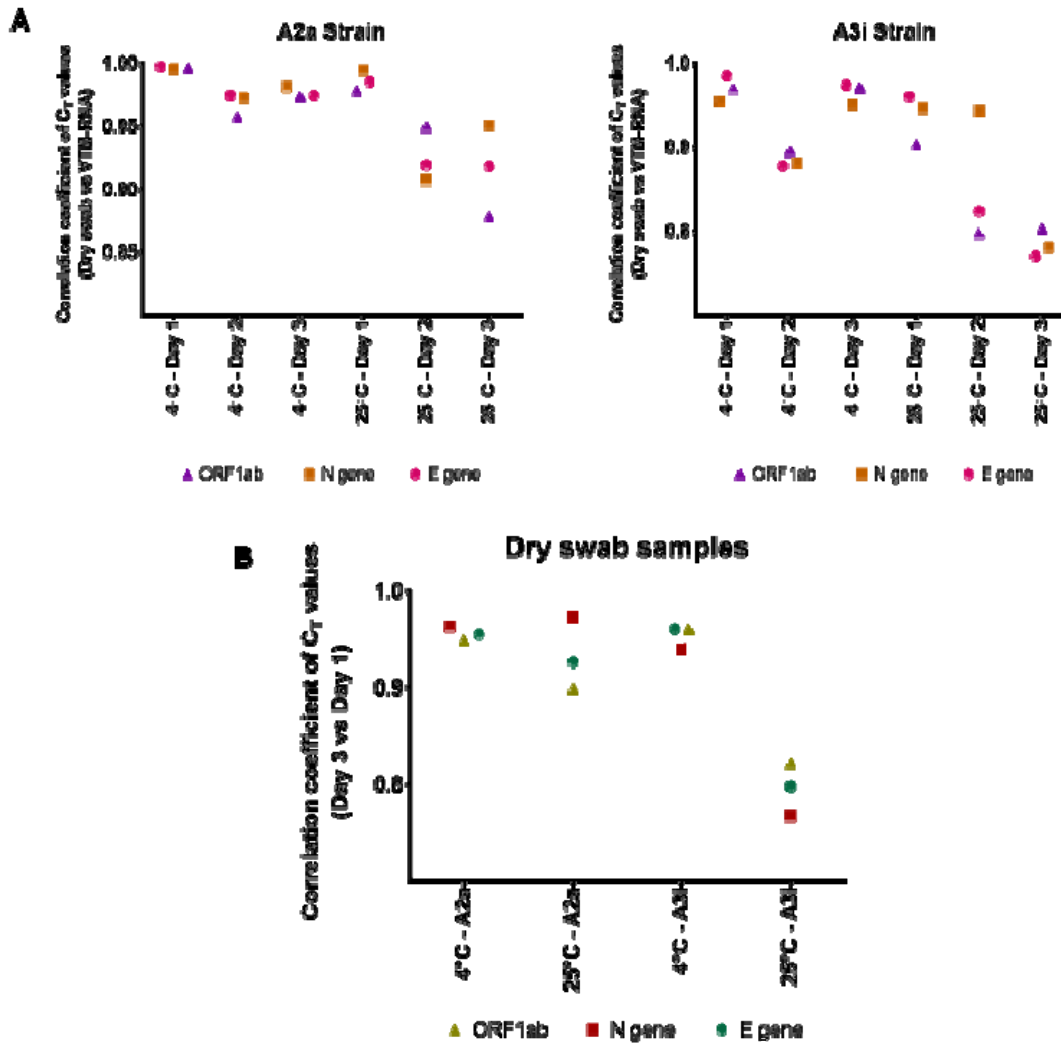 A
A2a Strain
Correlation coefficient of CT values
(Dry swab vs VTM-RNA)
1.00
0.95
0.90
0.85
4°C - Day 1
4°C - Day 2
4°C - Day 3
25°C - Day 1
25°C - Day 2
25°C - Day 3
ORF1ab N gene E gene
A3i Strain
Correlation coefficient of CT values
(Dry swab vs VTM-RNA)
1.0
4°C - Day 1
4°C - Day 2
4°C - Day 3
25°C - Day 1
25°C - Day 2
25°C - Day 3
ORF1ab N gene E gene
B
Dry swab samples
Correlation coefficient of CT values
(Day 3 vs Day 1)
1.0
0.9
0.8
4°C - A2a
25°C - A2a
4°C - A3i
25°C - A3i
ORF1ab N gene E gene